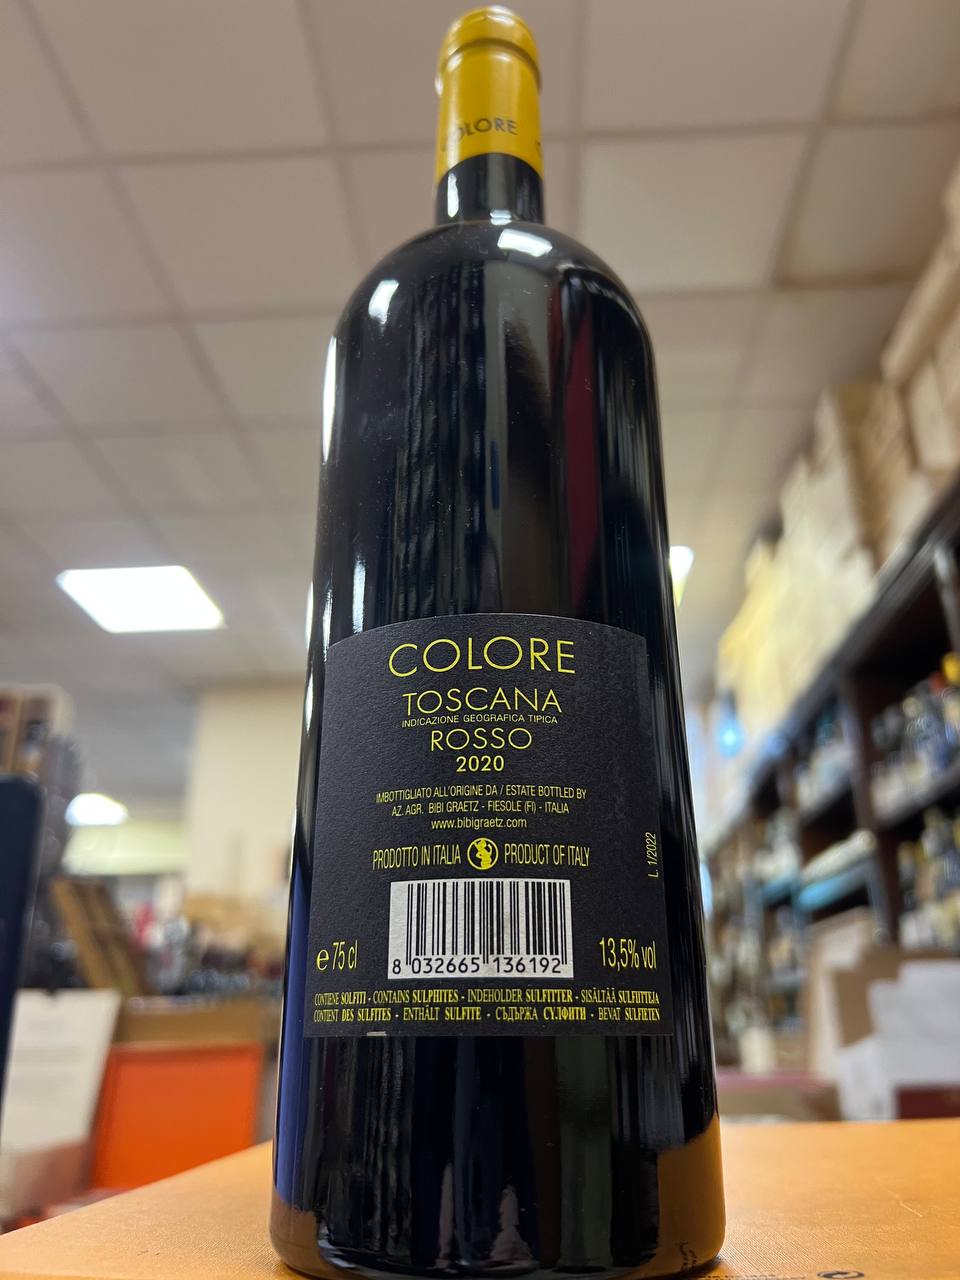 COLORE
COLORE
TOSCANA
INDICAZIONE GEOGRAFICA TIPICA
ROSSO
2020
IMBOTTIGLIATO ALL'ORIGINE DA / ESTATE BOTTLED BY
AZ. AGR. BIBI GRAETZ - FIESOLE (FI) - ITALIA
www.bibigraetz.com
PRODOTTO IN ITALIA PRODUCT OF ITALY
L.1/2022
e 75 cl
13,5% vol
8 032665 136192
CONTIENE SOLFITI - CONTAINS SULPHITES - INDEHOLDER SULFITTER - SISÄLTÄÄ SULFIITTEJA
CONTIENT DES SULFITES - ENTHÄLT SULFITE - СЪДЪРЖА СУЛФИТИ - BEVAT SULFIETEN